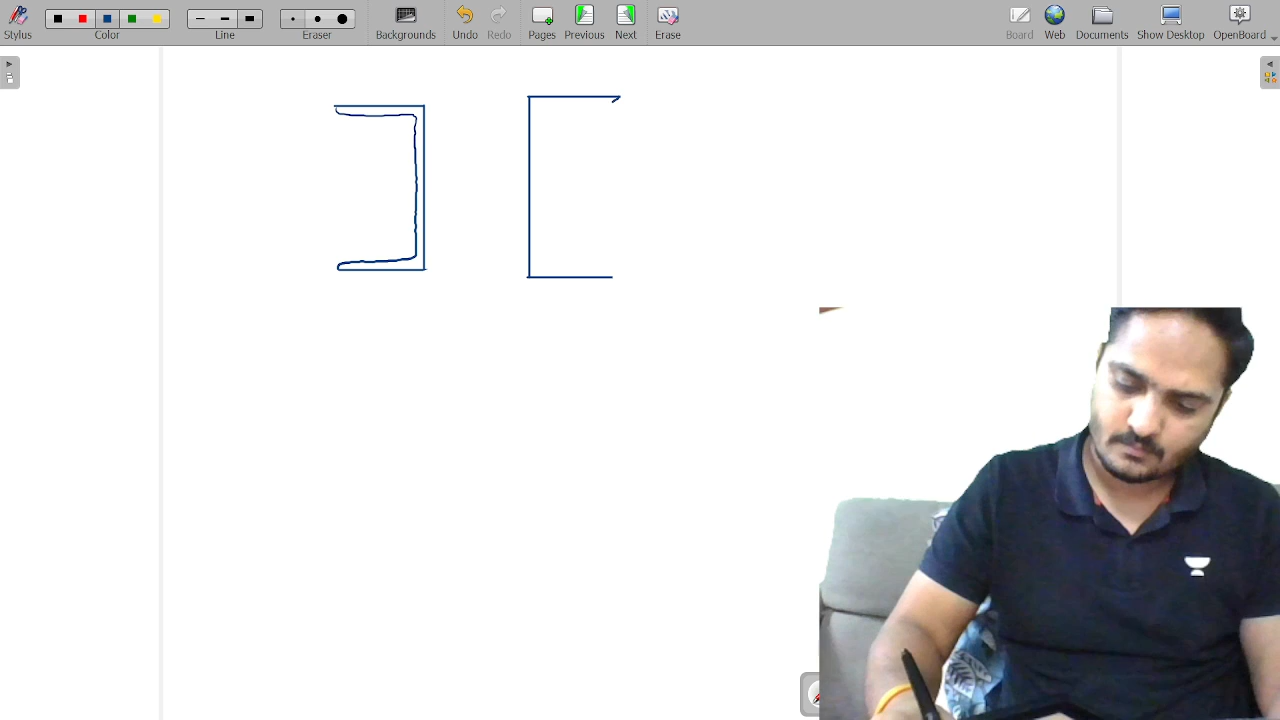 Stylus
Color
Line
Eraser
Backgrounds
Undo
Redo
Pages
Previous
Next
Erase
Board
Web
Documents
Show Desktop
OpenBoard